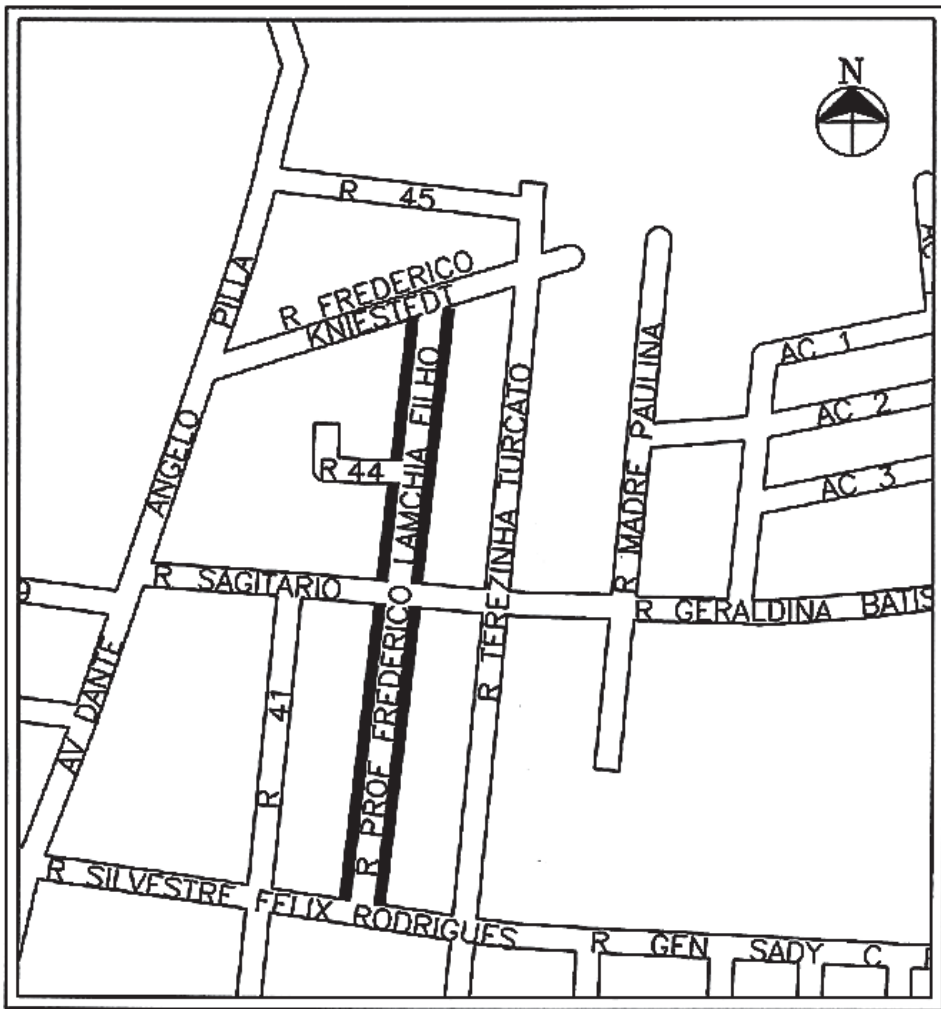 N
R 45
R FREDERICO
KNIESTEDT
AV DANTE ANGELO PILLA
R PROF FREDERICO LAMCHIA FILHO
R TEREZINHA TURCATO
R MADRE PAULINA
AC 1
AC 2
AC 3
R 44
R SAGITARIO
R GERALDINA BATIS
9
R 41
R SILVESTRE FELIX RODRIGUES
R GEN SADY C